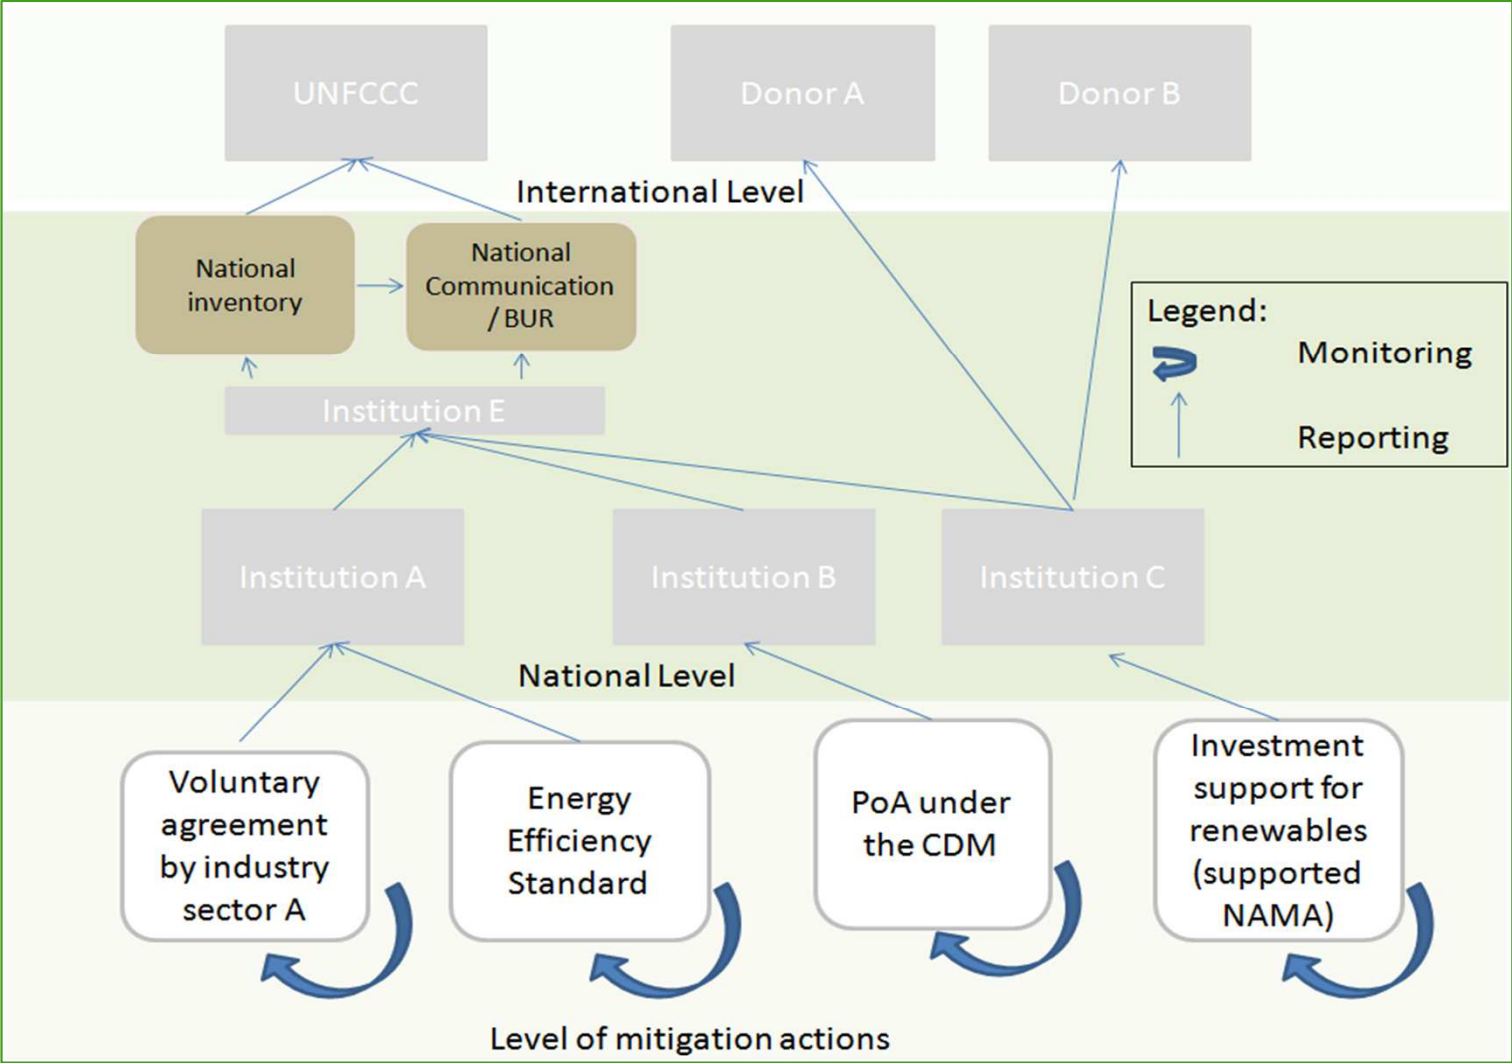 UNFCCC
Donor A
Donor B
International Level
National
inventory
National
Communication
/ BUR
Legend:
Monitoring
Reporting
Institution E
Institution A
Institution B
Institution C
National Level
Voluntary
agreement
by industry
sector A
Energy
Efficiency
Standard
PoA under
the CDM
Investment
support for
renewables
(supported
NAMA)
Level of mitigation actions